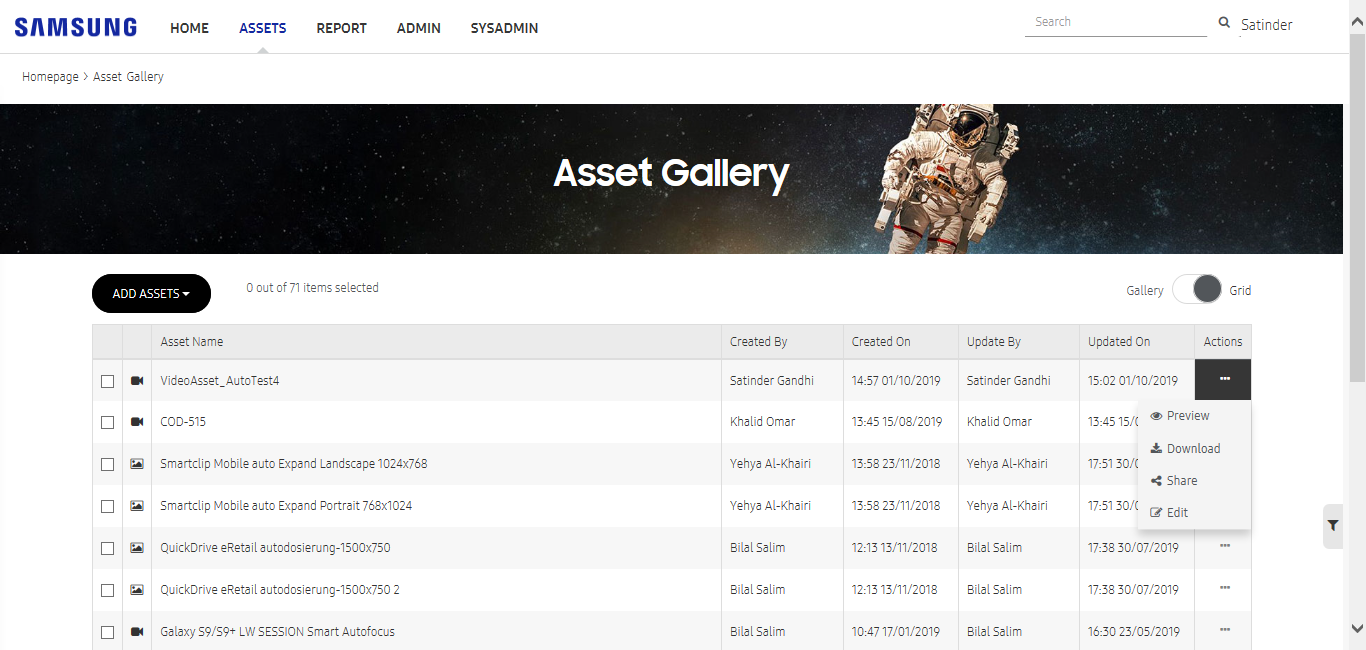 SAMSUNG HOME ASSETS REPORT ADMIN SYSADMIN Search Satinder
Homepage > Asset Gallery
Asset Gallery
ADD ASSETS 0 out of 71 items selected Gallery Grid
Asset Name Created By Created On Update By Updated On Actions
VideoAsset_AutoTest4 Satinder Gandhi 14:57 01/10/2019 Satinder Gandhi 15:02 01/10/2019 ...
COD-515 Khalid Omar 13:45 15/08/2019 Khalid Omar 13:45 15/0
Smartclip Mobile auto Expand Landscape 1024x768 Yehya Al-Khairi 13:58 23/11/2018 Yehya Al-Khairi 17:51 30/0
Smartclip Mobile auto Expand Portrait 768x1024 Yehya Al-Khairi 13:58 23/11/2018 Yehya Al-Khairi 17:51 30/0
Preview
Download
Share
Edit
QuickDrive eRetail autodosierung-1500x750 Bilal Salim 12:13 13/11/2018 Bilal Salim 17:38 30/07/2019 ...
QuickDrive eRetail autodosierung-1500x750 2 Bilal Salim 12:13 13/11/2018 Bilal Salim 17:38 30/07/2019 ...
Galaxy S9/S9+ LW SESSION Smart Autofocus Bilal Salim 10:47 17/01/2019 Bilal Salim 16:30 23/05/2019 ...